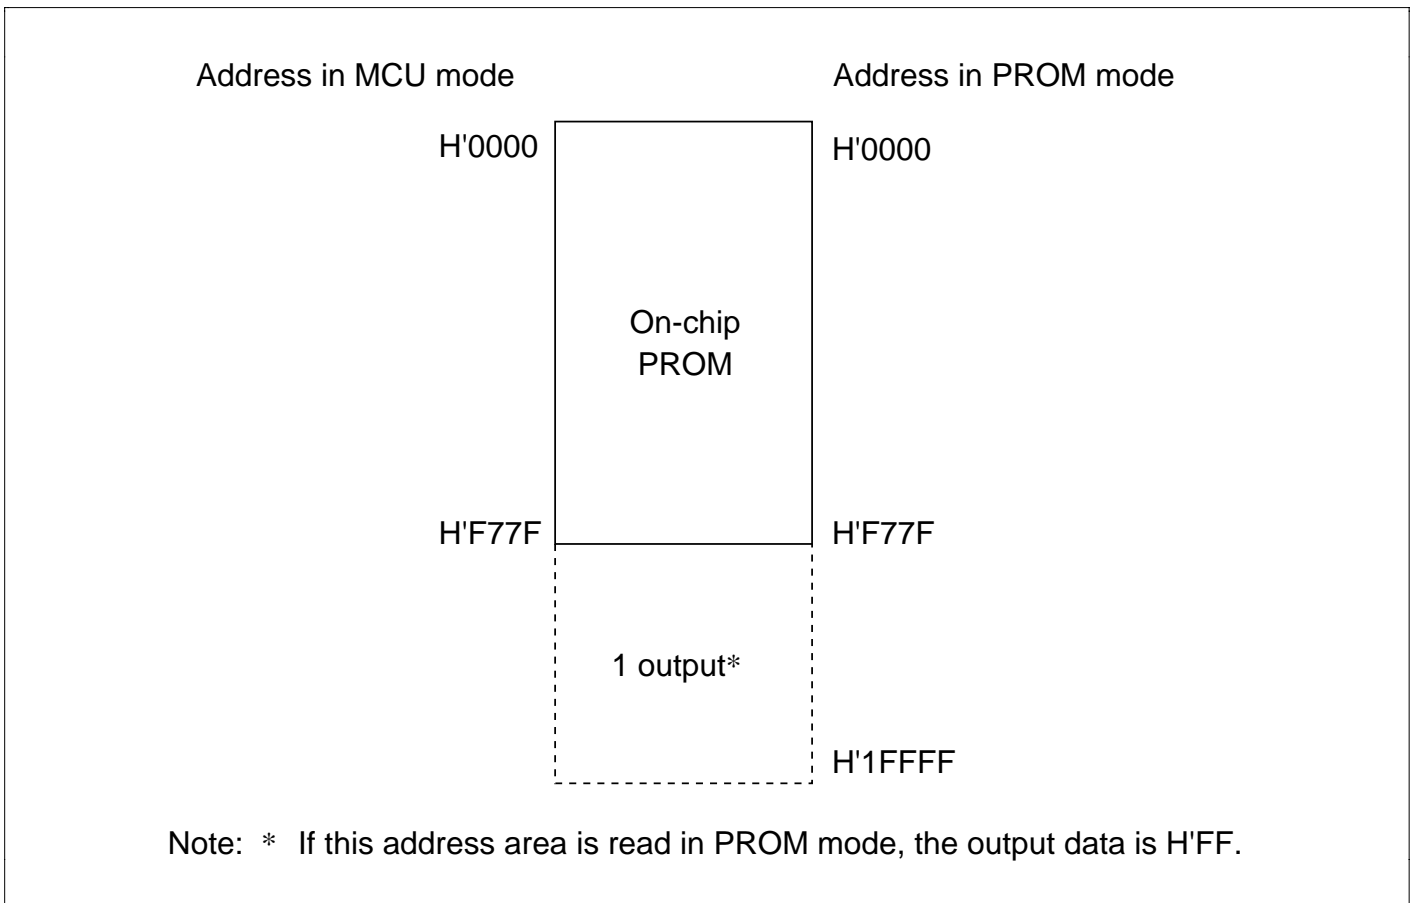 Address in MCU mode
Address in PROM mode
H'0000
H'0000
On-chip
PROM
H'F77F
H'F77F
1 output*
H'1FFFF
Note: * If this address area is read in PROM mode, the output data is H'FF.